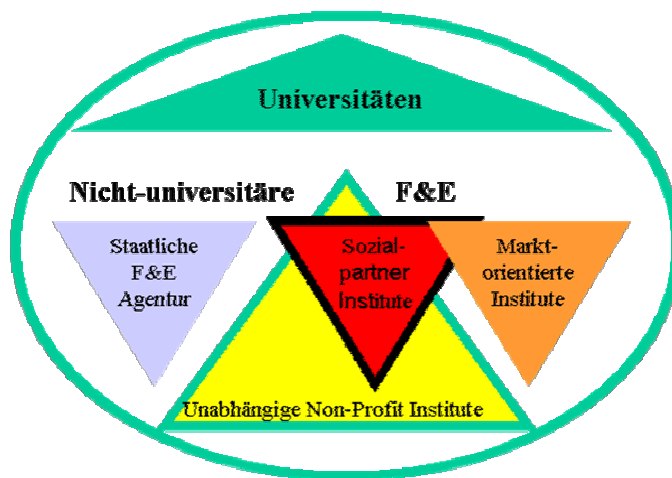 Universitäten
Nicht-universitäre F&E
Staatliche
F&E
Agentur
Sozial-
partner
Institute
Markt-
orientierte
Institute
Unabhängige Non-Profit Institute